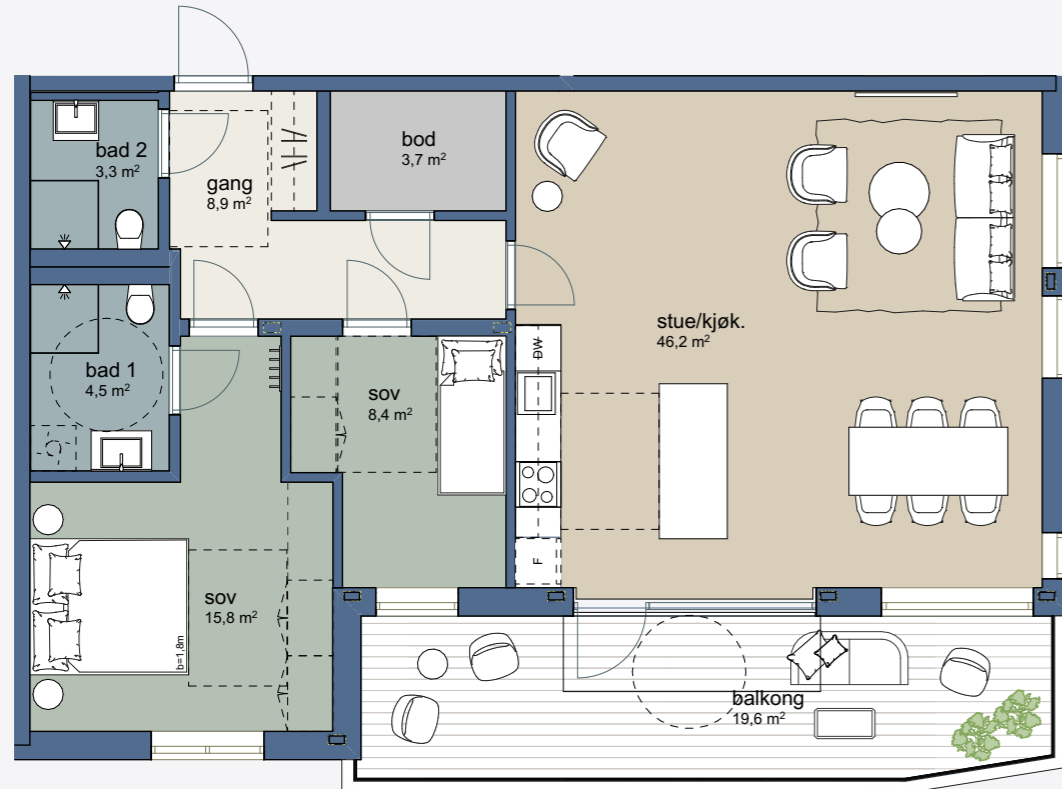 bad 2
3,3 m²
gang
8,9 m²
bod
3,7 m²
stue/kjøk.
46,2 m²
DW
bad 1
4,5 m²
sov
8,4 m²
F
sov
15,8 m²
b=1,8m
balkong
19,6 m²